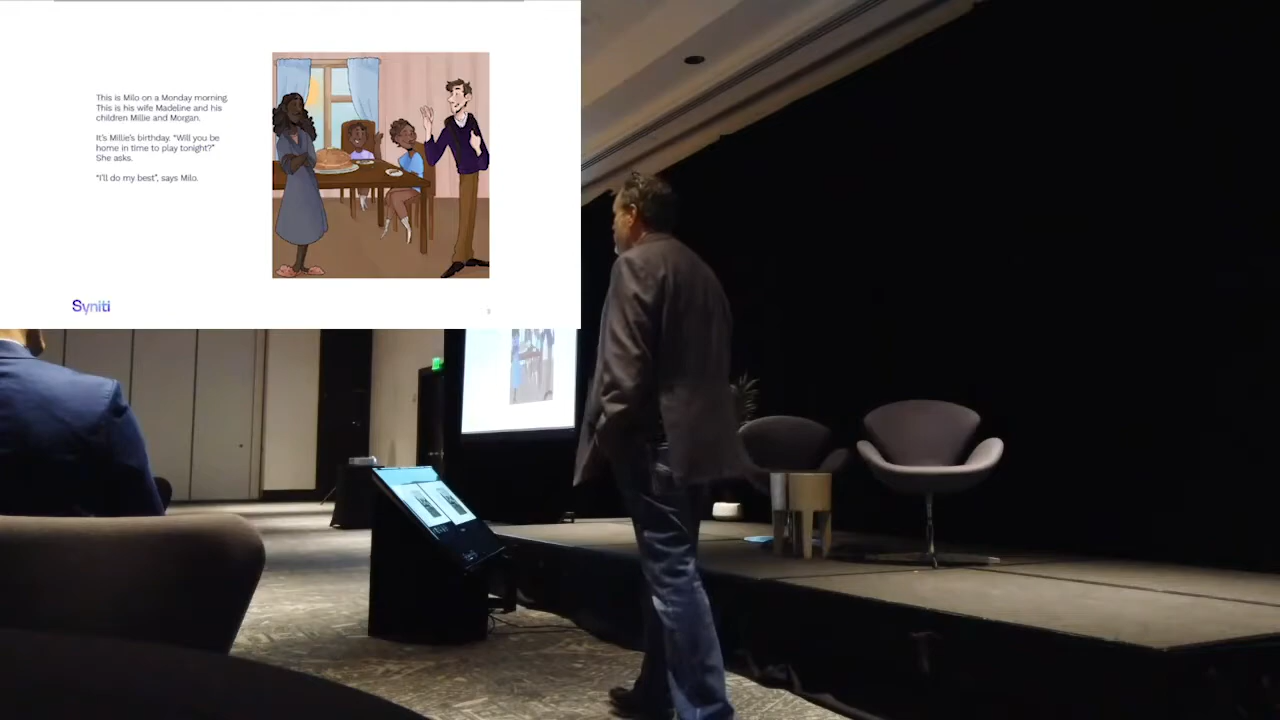 This is Milo on a Monday morning.
This is his wife Madeline and his
children Millie and Morgan.
It's Millie's birthday. "Will you be
home in time to play tonight?"
She asks.
"I'll do my best", says Milo.
Syniti